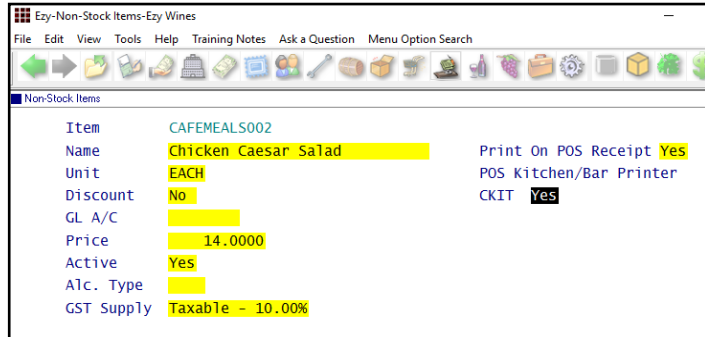 Ezy-Non-Stock Items-Ezy Wines
File Edit View Tools Help Training Notes Ask a Question Menu Option Search
Non-Stock Items
Item CAFEMEALS002
Name Chicken Caesar Salad Print On POS Receipt Yes
Unit EACH POS Kitchen/Bar Printer
Discount No CKIT Yes
GL A/C
Price 14.0000
Active Yes
Alc. Type
GST Supply Taxable - 10.00%